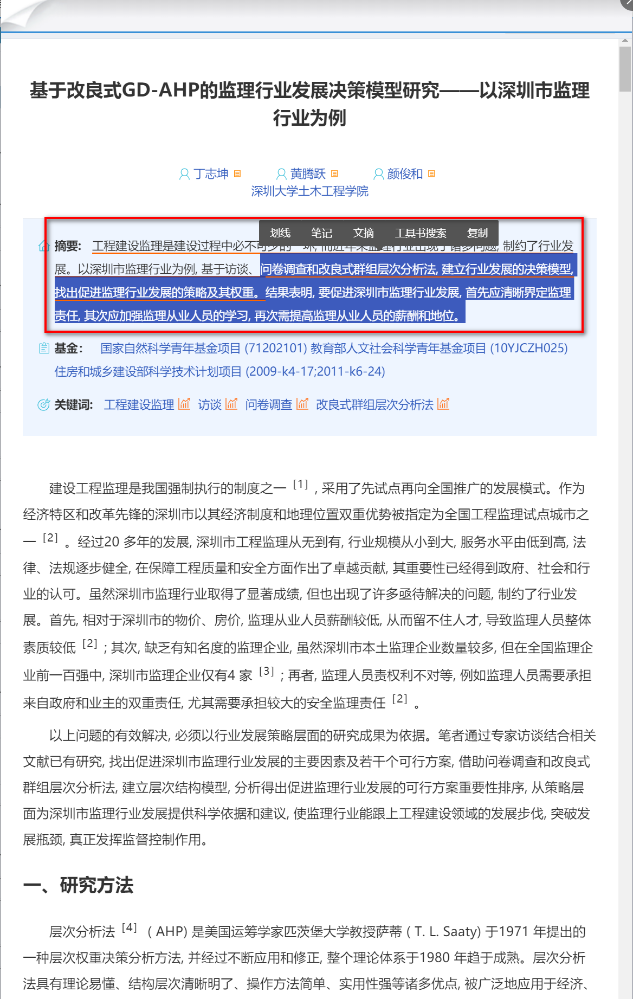 基于改良式GD-AHP的监理行业发展决策模型研究——以深圳市监理
行业为例
丁志坤 黄腾跃 颜俊和
深圳大学土木工程学院
划线 笔记 文摘 工具书搜索 复制
摘要: 工程建设监理是建设过程中必不可少的一环, 而近年来监理行业出现了诸多问题, 制约了行业发
展。以深圳市监理行业为例, 基于访谈、问卷调查和改良式群组层次分析法, 建立行业发展的决策模型,
找出促进监理行业发展的策略及其权重。结果表明, 要促进深圳市监理行业发展, 首先应清晰界定监理
责任, 其次应加强监理从业人员的学习, 再次需提高监理从业人员的薪酬和地位。
基金: 国家自然科学青年基金项目 (71202101) 教育部人文社会科学青年基金项目 (10YJCZH025)
住房和城乡建设部科学技术计划项目 (2009-k4-17;2011-k6-24)
关键词: 工程建设监理 访谈 问卷调查 改良式群组层次分析法
建设工程监理是我国强制执行的制度之一 [1] , 采用了先试点再向全国推广的发展模式。作为
经济特区和改革先锋的深圳市以其经济制度和地理位置双重优势被指定为全国工程监理试点城市之
一 [2] 。经过20 多年的发展, 深圳市工程监理从无到有, 行业规模从小到大, 服务水平由低到高, 法
律、法规逐步健全, 在保障工程质量和安全方面作出了卓越贡献, 其重要性已经得到政府、社会和行
业的认可。虽然深圳市监理行业取得了显著成绩, 但也出现了许多亟待解决的问题, 制约了行业发
展。首先, 相对于深圳市的物价、房价, 监理从业人员薪酬较低, 从而留不住人才, 导致监理人员整体
素质较低 [2] ; 其次, 缺乏有知名度的监理企业, 虽然深圳市本土监理企业数量较多, 但在全国监理企
业前一百强中, 深圳市监理企业仅有4 家 [3] ; 再者, 监理人员责权利不对等, 例如监理人员需要承担
来自政府和业主的双重责任, 尤其需要承担较大的安全监理责任 [2] 。
以上问题的有效解决, 必须以行业发展策略层面的研究成果为依据。笔者通过专家访谈结合相关
文献已有研究, 找出促进深圳市监理行业发展的主要因素及若干个可行方案, 借助问卷调查和改良式
群组层次分析法, 建立层次结构模型, 分析得出促进监理行业发展的可行方案重要性排序, 从策略层
面为深圳市监理行业发展提供科学依据和建议, 使监理行业能跟上工程建设领域的发展步伐, 突破发
展瓶颈, 真正发挥监督控制作用。
一、研究方法
层次分析法 [4] ( AHP) 是美国运筹学家匹茨堡大学教授萨蒂 ( T. L. Saaty) 于1971 年提出的
一种层次权重决策分析方法, 并经过不断应用和修正, 整个理论体系于1980 年趋于成熟。层次分析
法具有理论易懂、结构层次清晰明了、操作方法简单、实用性强等诸多优点, 被广泛地应用于经济、